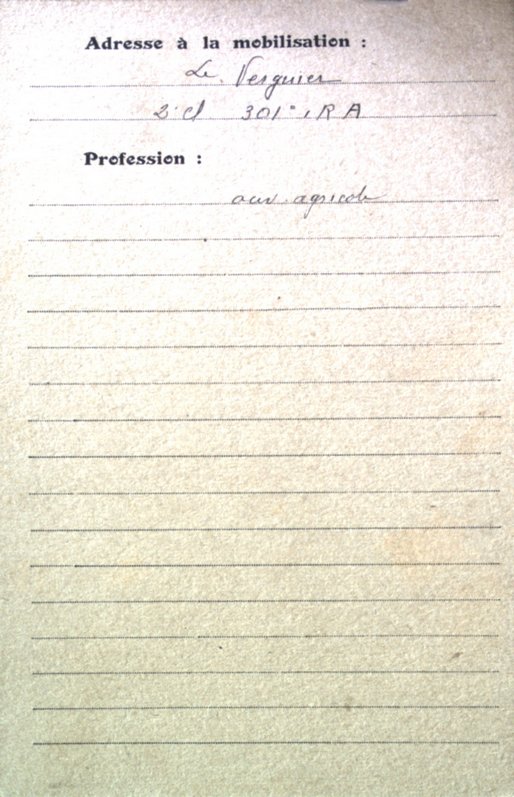 Adresse à la mobilisation :
Le Verguier
2e cl 301e RA
Profession :
ouv. agricole